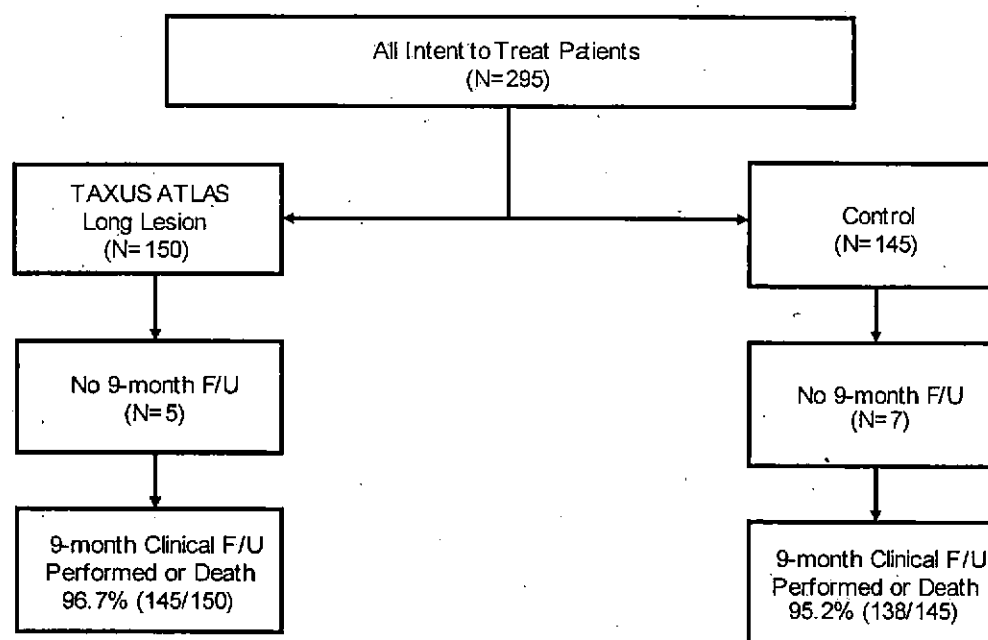 All Intent to Treat Patients
(N=295)
TAXUS ATLAS
Long Lesion
(N=150)
Control
(N=145)
No 9-month F/U
(N=5)
No 9-month F/U
(N=7)
9-month Clinical F/U
Performed or Death
96.7% (145/150)
9-month Clinical F/U
Performed or Death
95.2% (138/145)